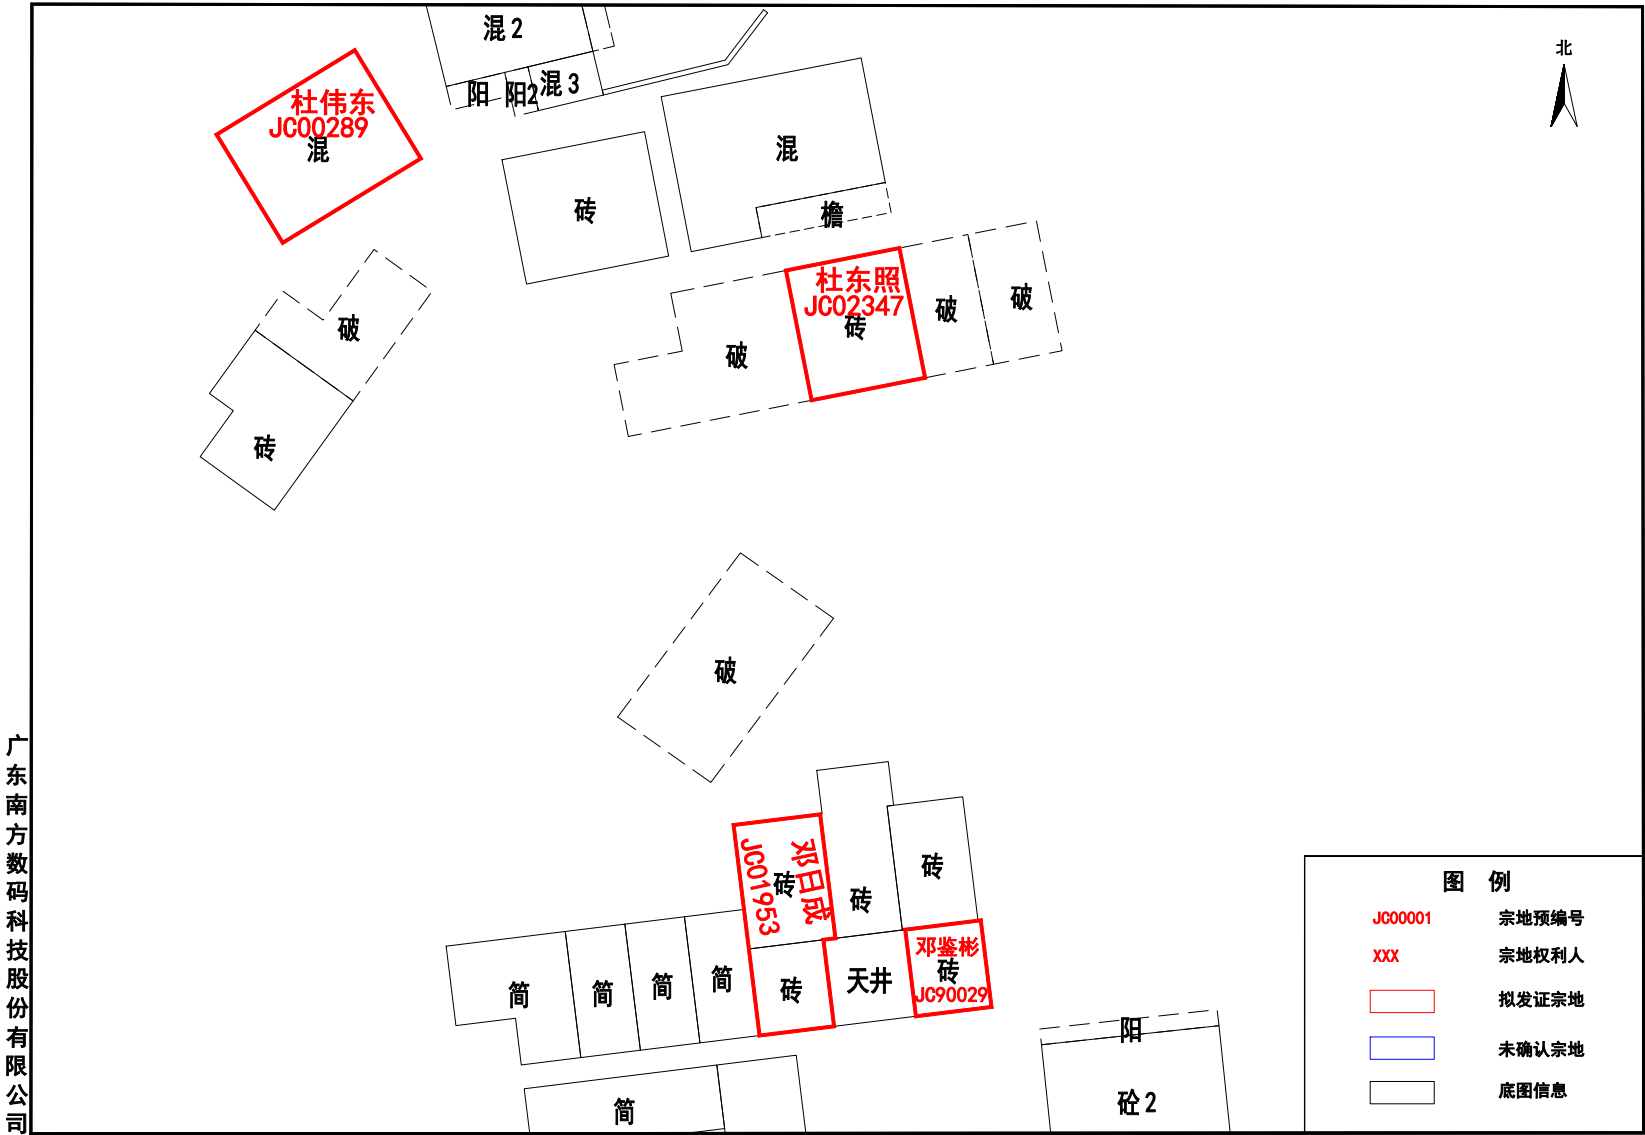 混2
北
阳
阳2
混3
杜伟东
JC00289
混
混
砖
檐
杜东照
JC02347
砖
破
破
破
破
砖
破
邓日成
JC01953
砖
砖
砖
邓鉴彬
砖
JC90029
天井
砖
简
简
简
简
简
阳
砼2
广东南方数码科技股份有限公司
图 例
JC00001 宗地预编号
XXX 宗地权利人
拟发证宗地
未确认宗地
底图信息